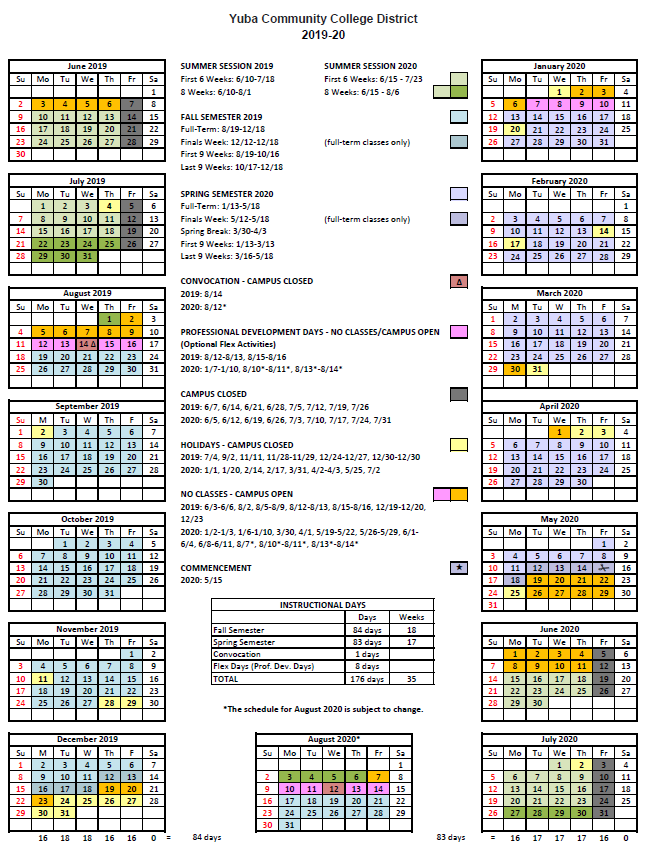 Yuba Community College District
2019-20
June 2019
Su Mo Tu We Th Fr Sa
1
2 3 4 5 6 7 8
9 10 11 12 13 14 15
16 17 18 19 20 21 22
23 24 25 26 27 28 29
30
July 2019
Su Mo Tu We Th Fr Sa
1 2 3 4 5 6
7 8 9 10 11 12 13
14 15 16 17 18 19 20
21 22 23 24 25 26 27
28 29 30 31
August 2019
Su Mo Tu We Th Fr Sa
1 2 3
4 5 6 7 8 9 10
11 12 13 14 Δ 15 16 17
18 19 20 21 22 23 24
25 26 27 28 29 30 31
September 2019
Su M Tu W Th Fr Sa
1 2 3 4 5 6 7
8 9 10 11 12 13 14
15 16 17 18 19 20 21
22 23 24 25 26 27 28
29 30
October 2019
Su Mo Tu We Th Fr Sa
1 2 3 4 5
6 7 8 9 10 11 12
13 14 15 16 17 18 19
20 21 22 23 24 25 26
27 28 29 30 31
November 2019
Su Mo Tu We Th Fr Sa
1 2
3 4 5 6 7 8 9
10 11 12 13 14 15 16
17 18 19 20 21 22 23
24 25 26 27 28 29 30
December 2019
Su M Tu W Th Fr Sa
1 2 3 4 5 6 7
8 9 10 11 12 13 14
15 16 17 18 19 20 21
22 23 24 25 26 27 28
29 30 31
16 18 18 16 16 0 = 84 days
SUMMER SESSION 2019 SUMMER SESSION 2020
First 6 Weeks: 6/10-7/18 First 6 Weeks: 6/15 - 7/23
8 Weeks: 6/10-8/1 8 Weeks: 6/15 - 8/6
FALL SEMESTER 2019
Full-Term: 8/19-12/18
Finals Week: 12/12-12/18 (full-term classes only)
First 9 Weeks: 8/19-10/16
Last 9 Weeks: 10/17-12/18
SPRING SEMESTER 2020
Full-Term: 1/13-5/18
Finals Week: 5/12-5/18 (full-term classes only)
Spring Break: 3/30-4/3
First 9 Weeks: 1/13-3/13
Last 9 Weeks: 3/16-5/18
CONVOCATION - CAMPUS CLOSED Δ
2019: 8/14
2020: 8/12*
PROFESSIONAL DEVELOPMENT DAYS - NO CLASSES/CAMPUS OPEN
(Optional Flex Activities)
2019: 8/12-8/13, 8/15-8/16
2020: 1/7-1/10, 8/10*-8/11*, 8/13*-8/14*
CAMPUS CLOSED
2019: 6/7, 6/14, 6/21, 6/28, 7/5, 7/12, 7/19, 7/26
2020: 6/5, 6/12, 6/19, 6/26, 7/3, 7/10, 7/17, 7/24, 7/31
HOLIDAYS - CAMPUS CLOSED
2019: 7/4, 9/2, 11/11, 11/28-11/29, 12/24-12/27, 12/30-12/30
2020: 1/1, 1/20, 2/14, 2/17, 3/31, 4/2-4/3, 5/25, 7/2
NO CLASSES - CAMPUS OPEN
2019: 6/3-6/6, 8/2, 8/5-8/9, 8/12-8/13, 8/15-8/16, 12/19-12/20,
12/23
2020: 1/2-1/3, 1/6-1/10, 3/30, 4/1, 5/19-5/22, 5/26-5/29, 6/1-
6/4, 6/8-6/11, 8/7*, 8/10*-8/11*, 8/13*-8/14*
COMMENCEMENT ★
2020: 5/15
INSTRUCTIONAL DAYS
Days Weeks
Fall Semester 84 days 18
Spring Semester 83 days 17
Convocation 1 days
Flex Days (Prof. Dev. Days) 8 days
TOTAL 176 days 35
*The schedule for August 2020 is subject to change.
August 2020*
Su Mo Tu We Th Fr Sa
1
2 3 4 5 6 7 8
9 10 11 12 13 14 15
16 17 18 19 20 21 22
23 24 25 26 27 28 29
30 31
January 2020
Su Mo Tu We Th Fr Sa
1 2 3 4
5 6 7 8 9 10 11
12 13 14 15 16 17 18
19 20 21 22 23 24 25
26 27 28 29 30 31
February 2020
Su Mo Tu We Th Fr Sa
1
2 3 4 5 6 7 8
9 10 11 12 13 14 15
16 17 18 19 20 21 22
23 24 25 26 27 28 29
March 2020
Su M Tu We Th Fr Sa
1 2 3 4 5 6 7
8 9 10 11 12 13 14
15 16 17 18 19 20 21
22 23 24 25 26 27 28
29 30 31
April 2020
Su Mo Tu We Th Fr Sa
1 2 3 4
5 6 7 8 9 10 11
12 13 14 15 16 17 18
19 20 21 22 23 24 25
26 27 28 29 30
May 2020
Su Mo Tu We Th Fr Sa
1 2
3 4 5 6 7 8 9
10 11 12 13 14 16
17 18 19 20 21 22 23
24 25 26 27 28 29 30
31
June 2020
Su Mo Tu We Th Fr Sa
1 2 3 4 5 6
7 8 9 10 11 12 13
14 15 16 17 18 19 20
21 22 23 24 25 26 27
28 29 30
July 2020
Su Mo Tu We Th Fr Sa
1 2 3 4
5 6 7 8 9 10 11
12 13 14 15 16 17 18
19 20 21 22 23 24 25
26 27 28 29 30 31
83 days = 16 17 17 17 16 0